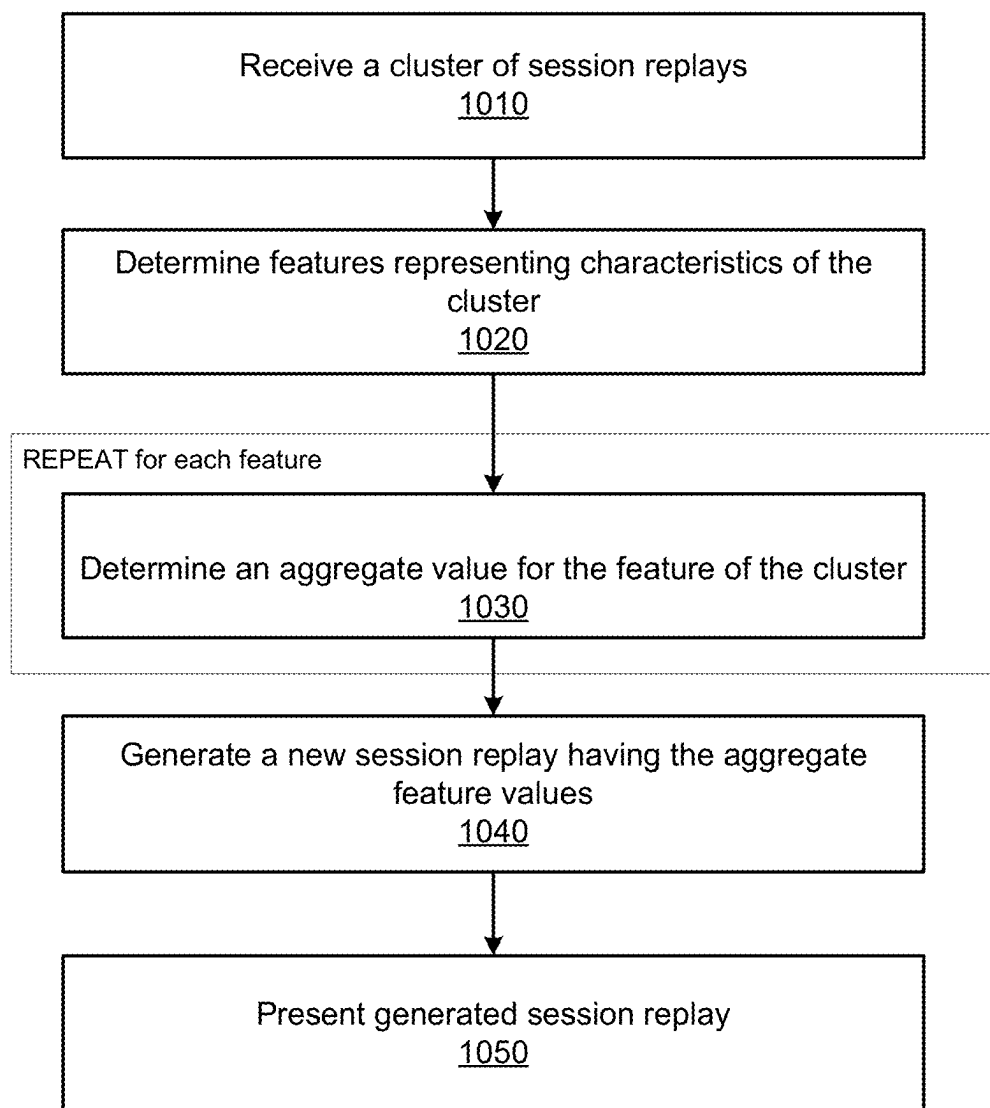 Receive a cluster of session replays
1010
Determine features representing characteristics of the
cluster
1020
REPEAT for each feature
Determine an aggregate value for the feature of the cluster
1030
Generate a new session replay having the aggregate
feature values
1040
Present generated session replay
1050